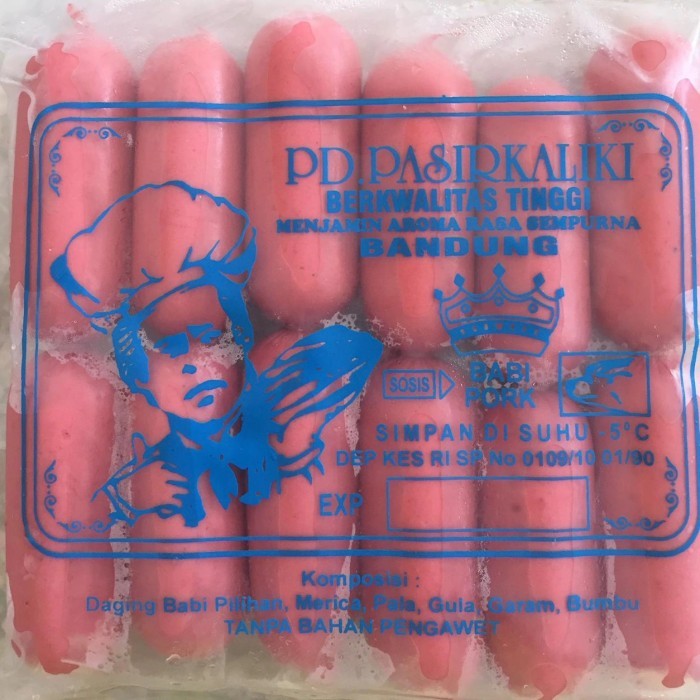 PD PASIRKALIKI
BERKWALITAS TINGGI
MENJAMIN AROMA RASA SEMPURNA
BANDUNG
SOSIS
BABI
PORK
SIMPAN DI SUHU -5°C
DEP KES RI SP No 0109/10 91/90
EXP
Komposisi :
Daging Babi Pilihan, Merica, Pala, Gula, Garam, Bumbu
TANPA BAHAN PENGAWET